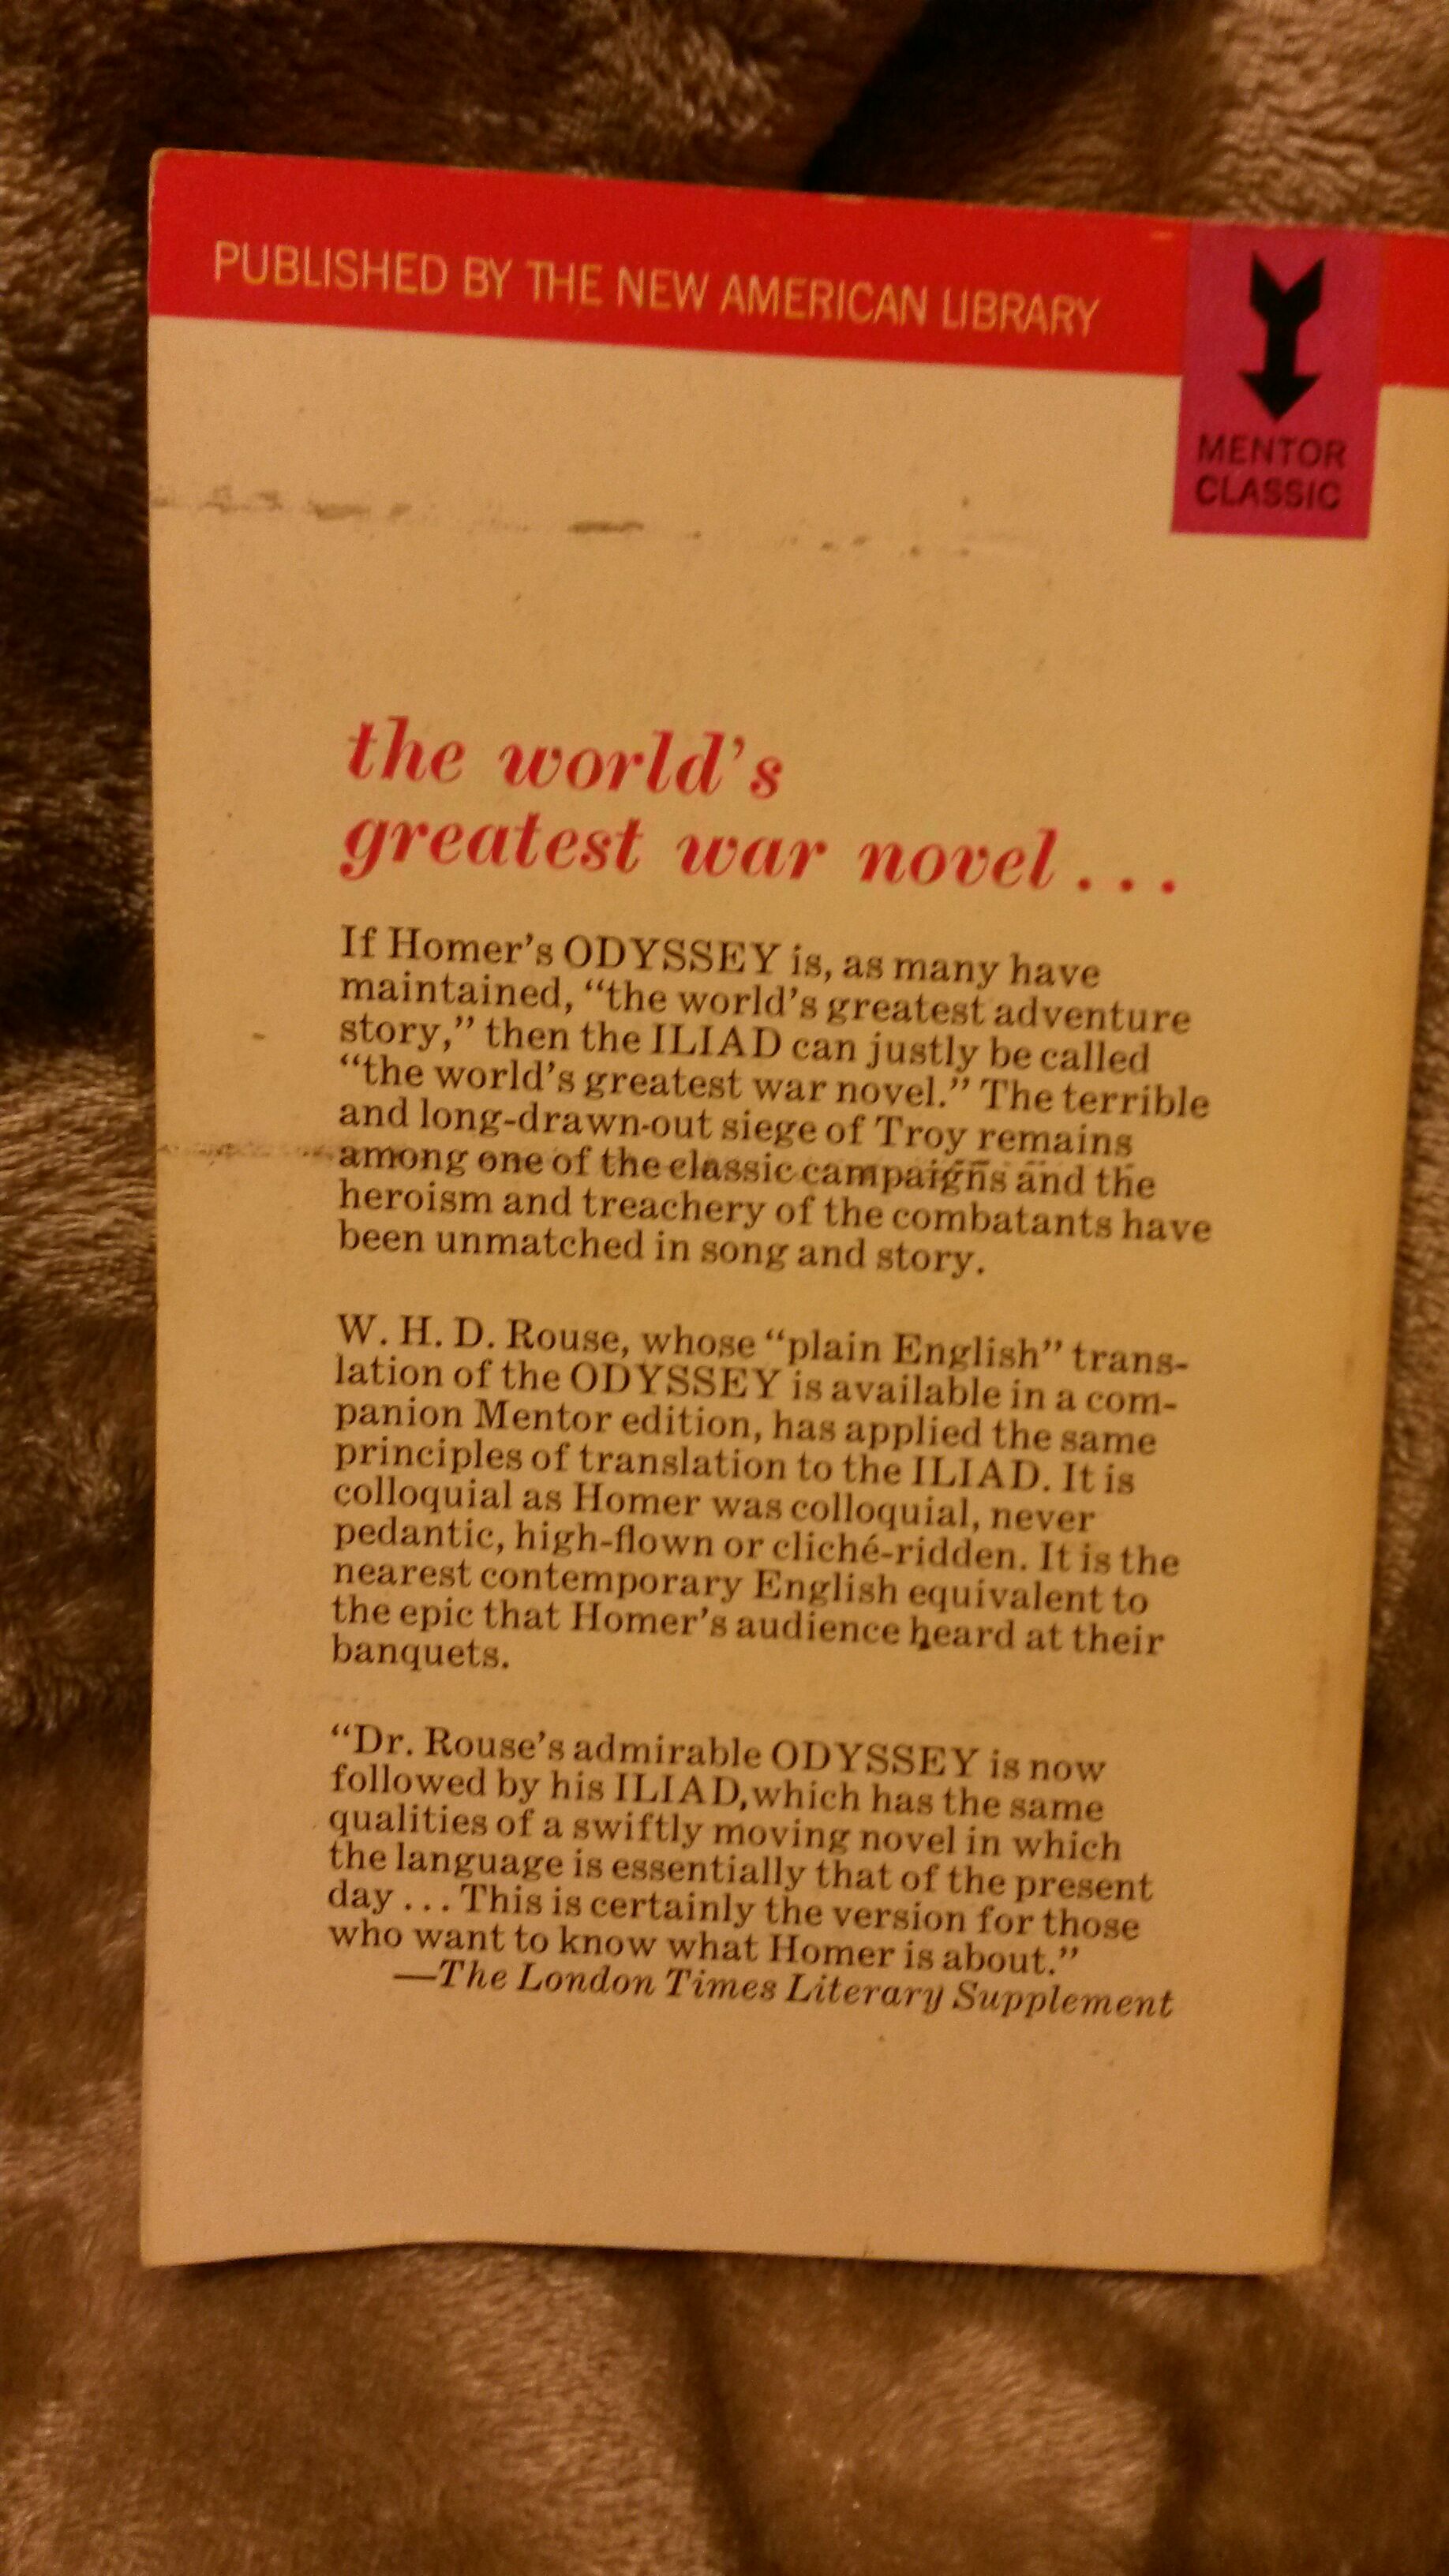 PUBLISHED BY THE NEW AMERICAN LIBRARY
MENTOR
CLASSIC
the world's
greatest war novel...
If Homer's ODYSSEY is, as many have
maintained, "the world's greatest adventure
story," then the ILIAD can justly be called
"the world's greatest war novel." The terrible
and long-drawn-out siege of Troy remains
among one of the classic campaigns and the
heroism and treachery of the combatants have
been unmatched in song and story.
W. H. D. Rouse, whose "plain English" trans-
lation of the ODYSSEY is available in a com-
panion Mentor edition, has applied the same
principles of translation to the ILIAD. It is
colloquial as Homer was colloquial, never
pedantic, high-flown or cliché-ridden. It is the
nearest contemporary English equivalent to
the epic that Homer's audience heard at their
banquets.
"Dr. Rouse's admirable ODYSSEY is now
followed by his ILIAD, which has the same
qualities of a swiftly moving novel in which
the language is essentially that of the present
day ... This is certainly the version for those
who want to know what Homer is about."
—The London Times Literary Supplement